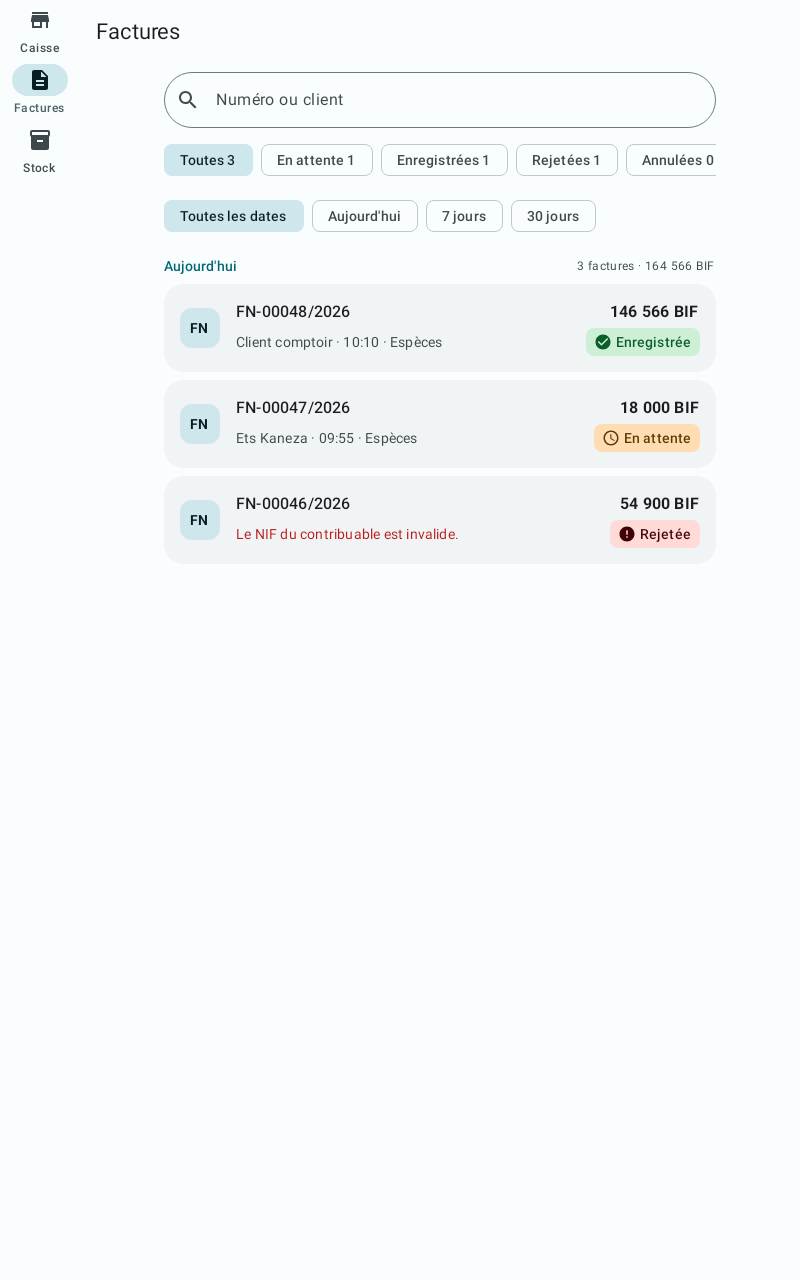 Caisse
Factures
Stock
Factures
Numéro ou client
Toutes 3
En attente 1
Enregistrées 1
Rejetées 1
Annulées 0
Toutes les dates
Aujourd'hui
7 jours
30 jours
Aujourd'hui
3 factures · 164 566 BIF
FN
FN-00048/2026
146 566 BIF
Client comptoir · 10:10 · Espèces
Enregistrée
FN
FN-00047/2026
18 000 BIF
Ets Kaneza · 09:55 · Espèces
En attente
FN
FN-00046/2026
54 900 BIF
Le NIF du contribuable est invalide.
Rejetée